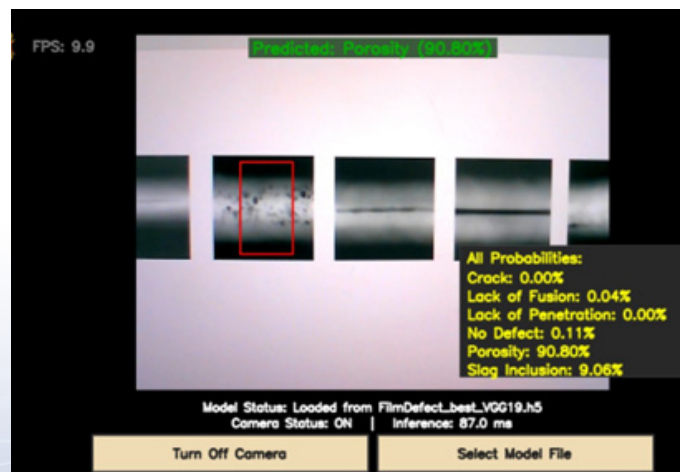 FPS: 9.9
Predicted: Porosity (90.80%)
All Probabilities:
Crack: 0.00%
Lack of Fusion: 0.04%
Lack of Penetration: 0.00%
No Defect: 0.11%
Porosity: 90.80%
Slag Inclusion: 9.06%
Model Status: Loaded from FilmDefect_best_VGG19.h5
Camera Status: ON | Inference: 87.0 ms
Turn Off Camera
Select Model File